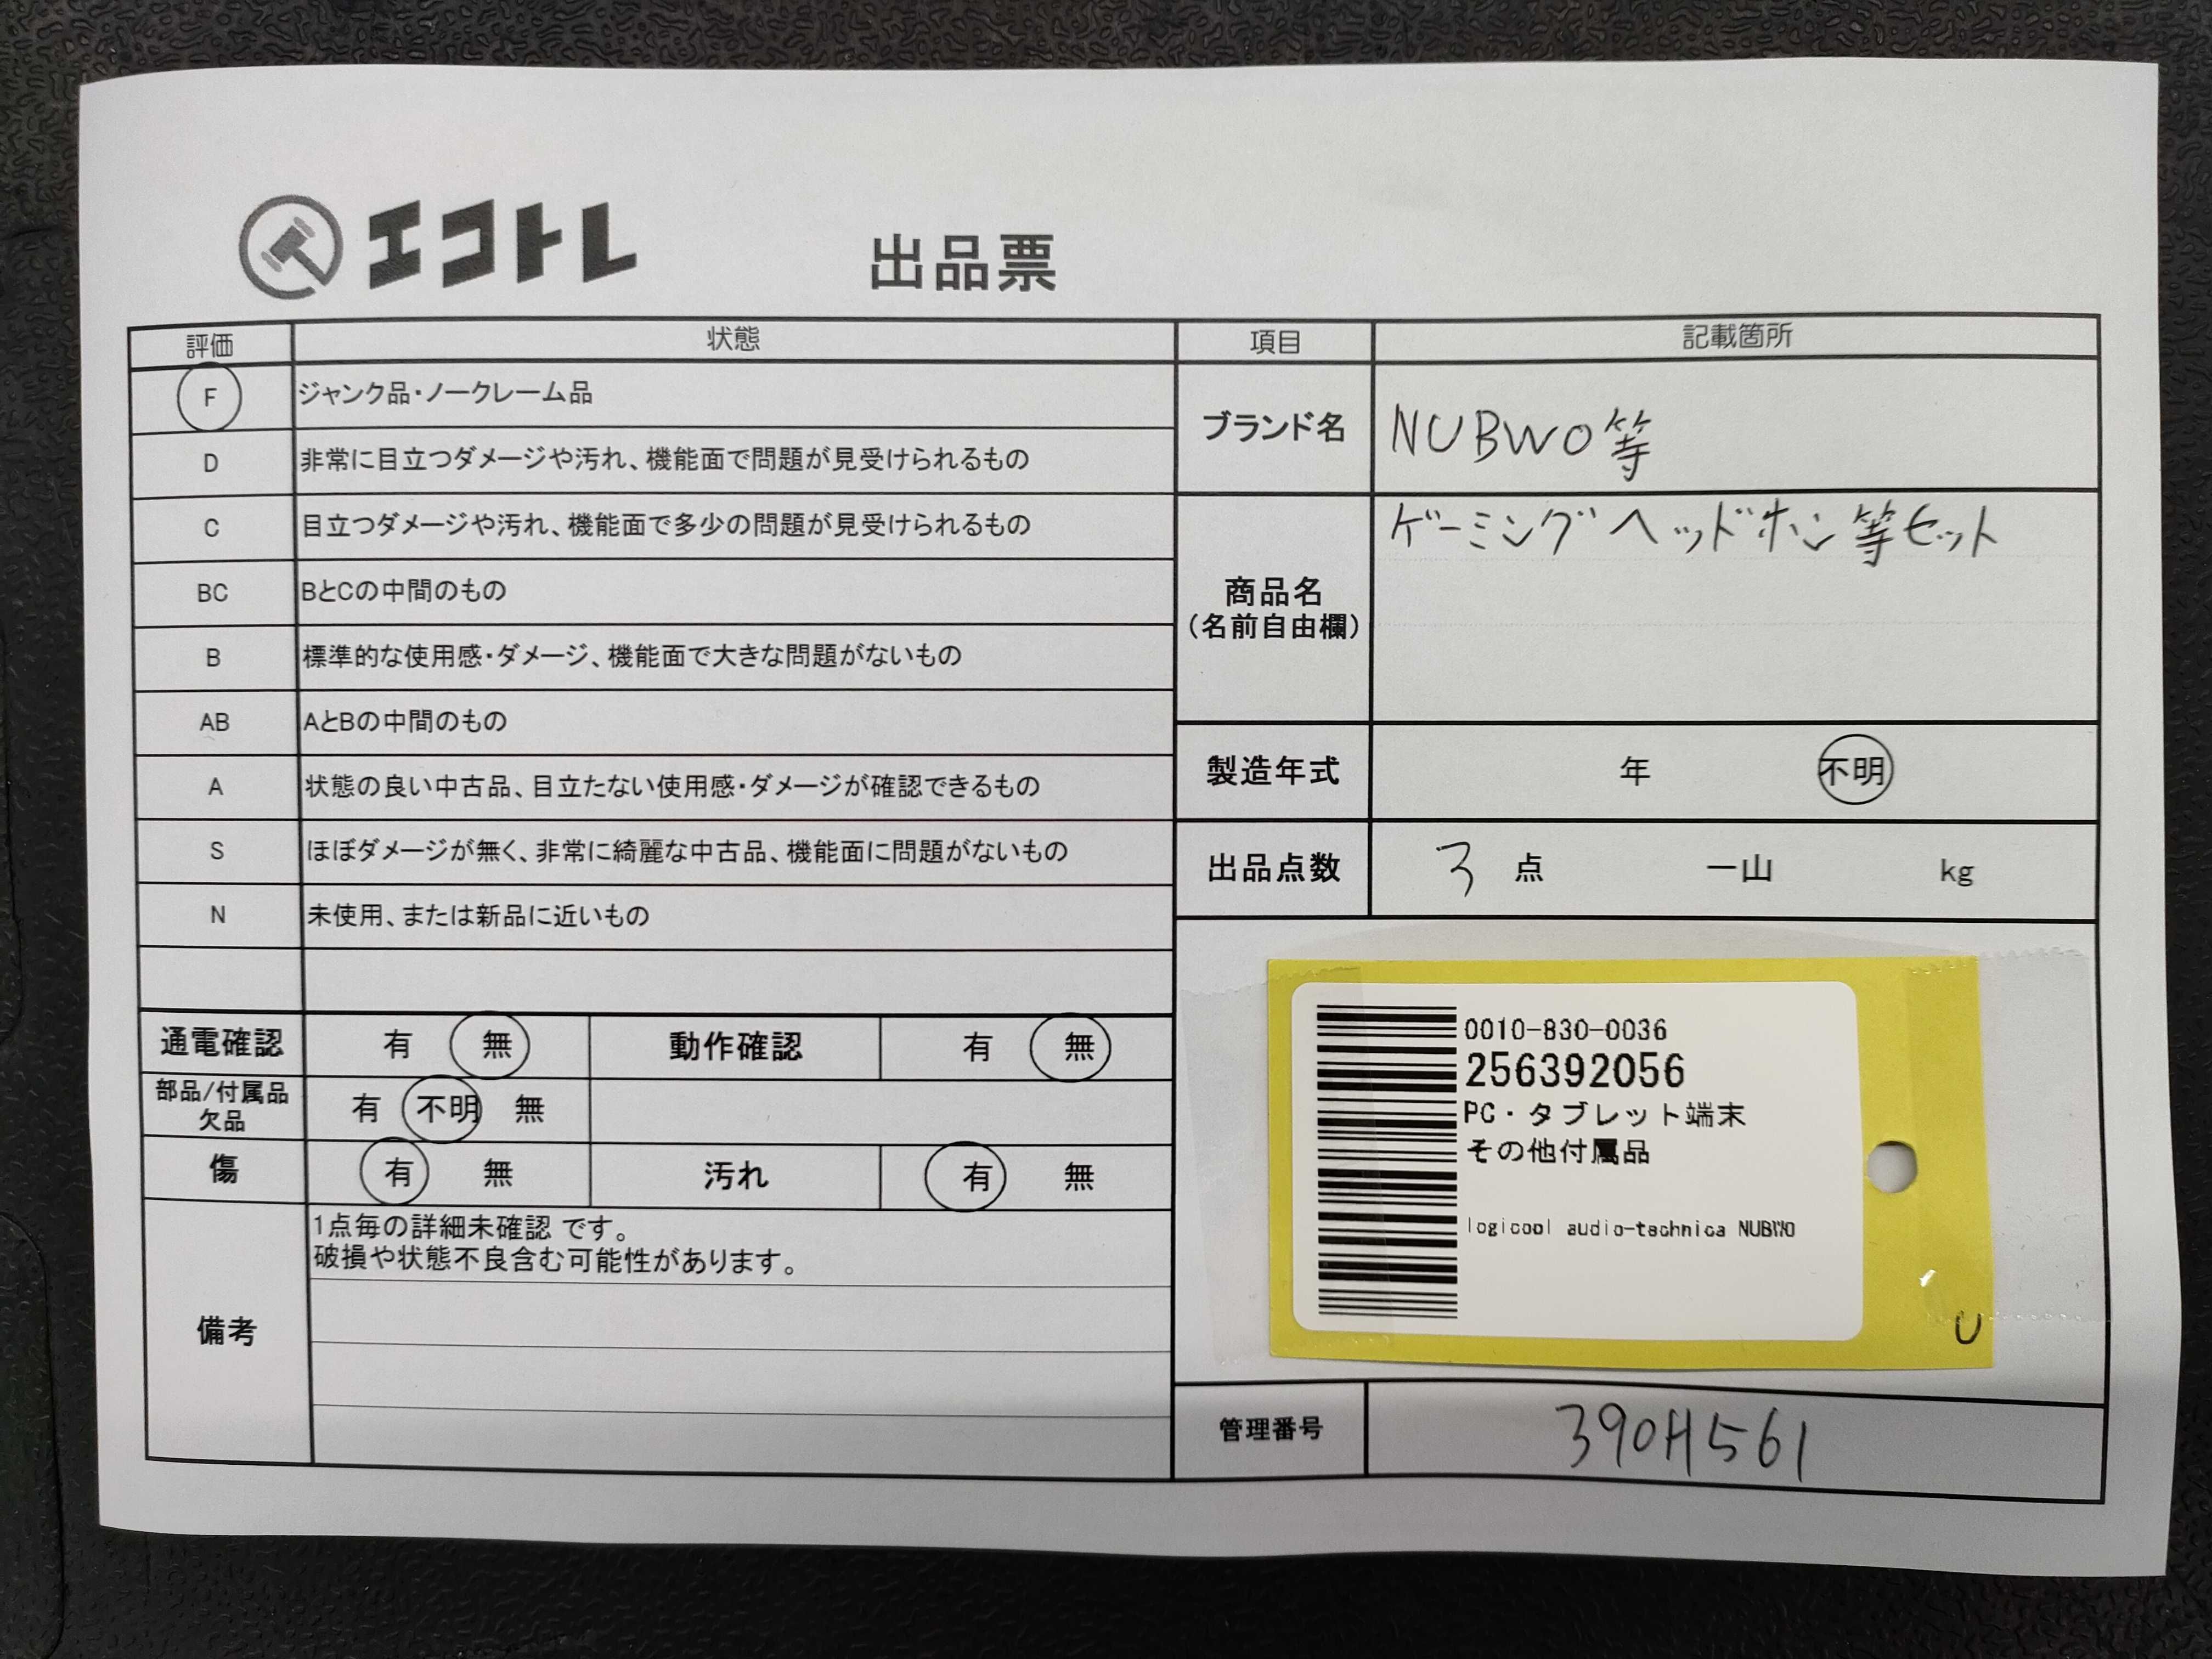 エコトレ
出品票
評価 状態
F ジャンク品・ノークレーム品
D 非常に目立つダメージや汚れ、機能面で問題が見受けられるもの
C 目立つダメージや汚れ、機能面で多少の問題が見受けられるもの
BC BとCの中間のもの
B 標準的な使用感・ダメージ、機能面で大きな問題がないもの
AB AとBの中間のもの
A 状態の良い中古品、目立たない使用感・ダメージが確認できるもの
S ほぼダメージが無く、非常に綺麗な中古品、機能面に問題がないもの
N 未使用、または新品に近いもの
通電確認 有 無 動作確認 有 無
部品/付属品
欠品
有 不明 無
傷 有 無 汚れ 有 無
備考
1点毎の詳細未確認 です。
破損や状態不良含む可能性があります。
項目 記載箇所
ブランド名 NUBWO等
商品名
(名前自由欄)
ゲーミングヘッドホン等セット
製造年式 年 不明
出品点数 3 点 一山 kg
0010-830-0036
256392056
PC・タブレット端末
その他付属品
logicool audio-technica NUBWO
U
管理番号 390H561